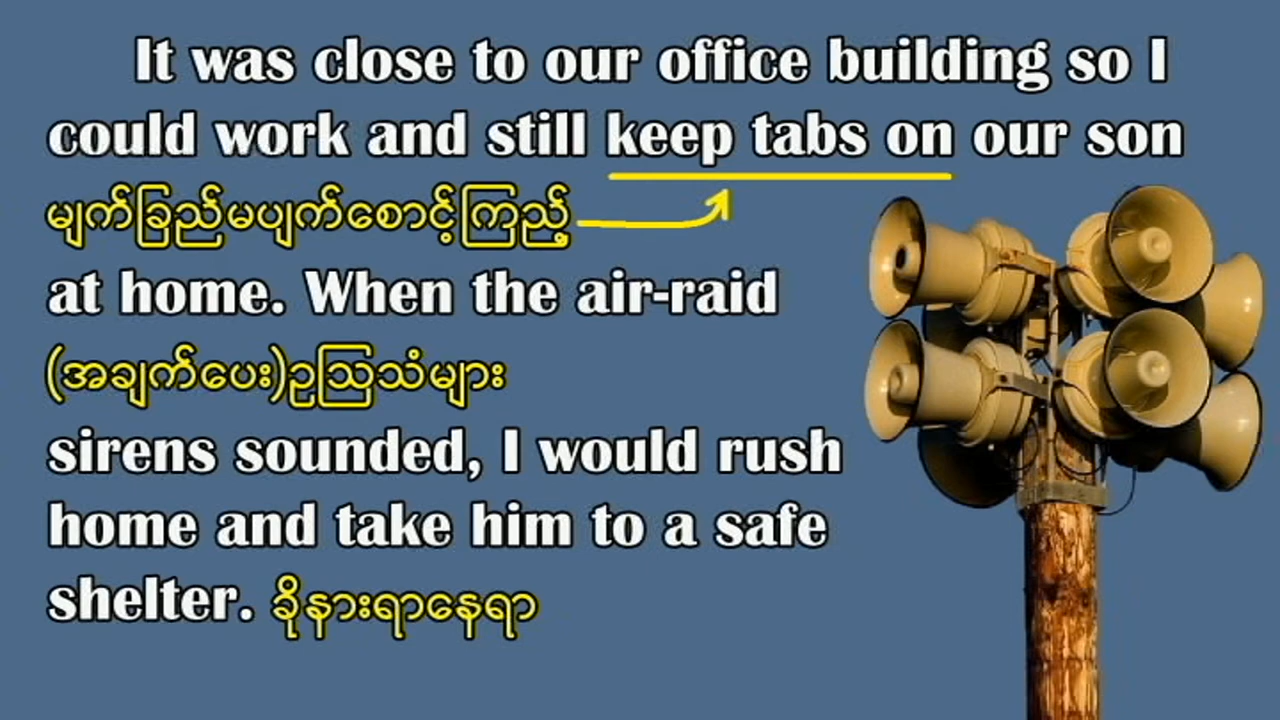 It was close to our office building so I
could work and still keep tabs on our son
မျက်ခြည်မပျက်စောင့်ကြည့်
at home. When the air-raid
(အချက်ပေး)ဥဩသံများ
sirens sounded, I would rush
home and take him to a safe
shelter. ခိုနားရာနေရာ